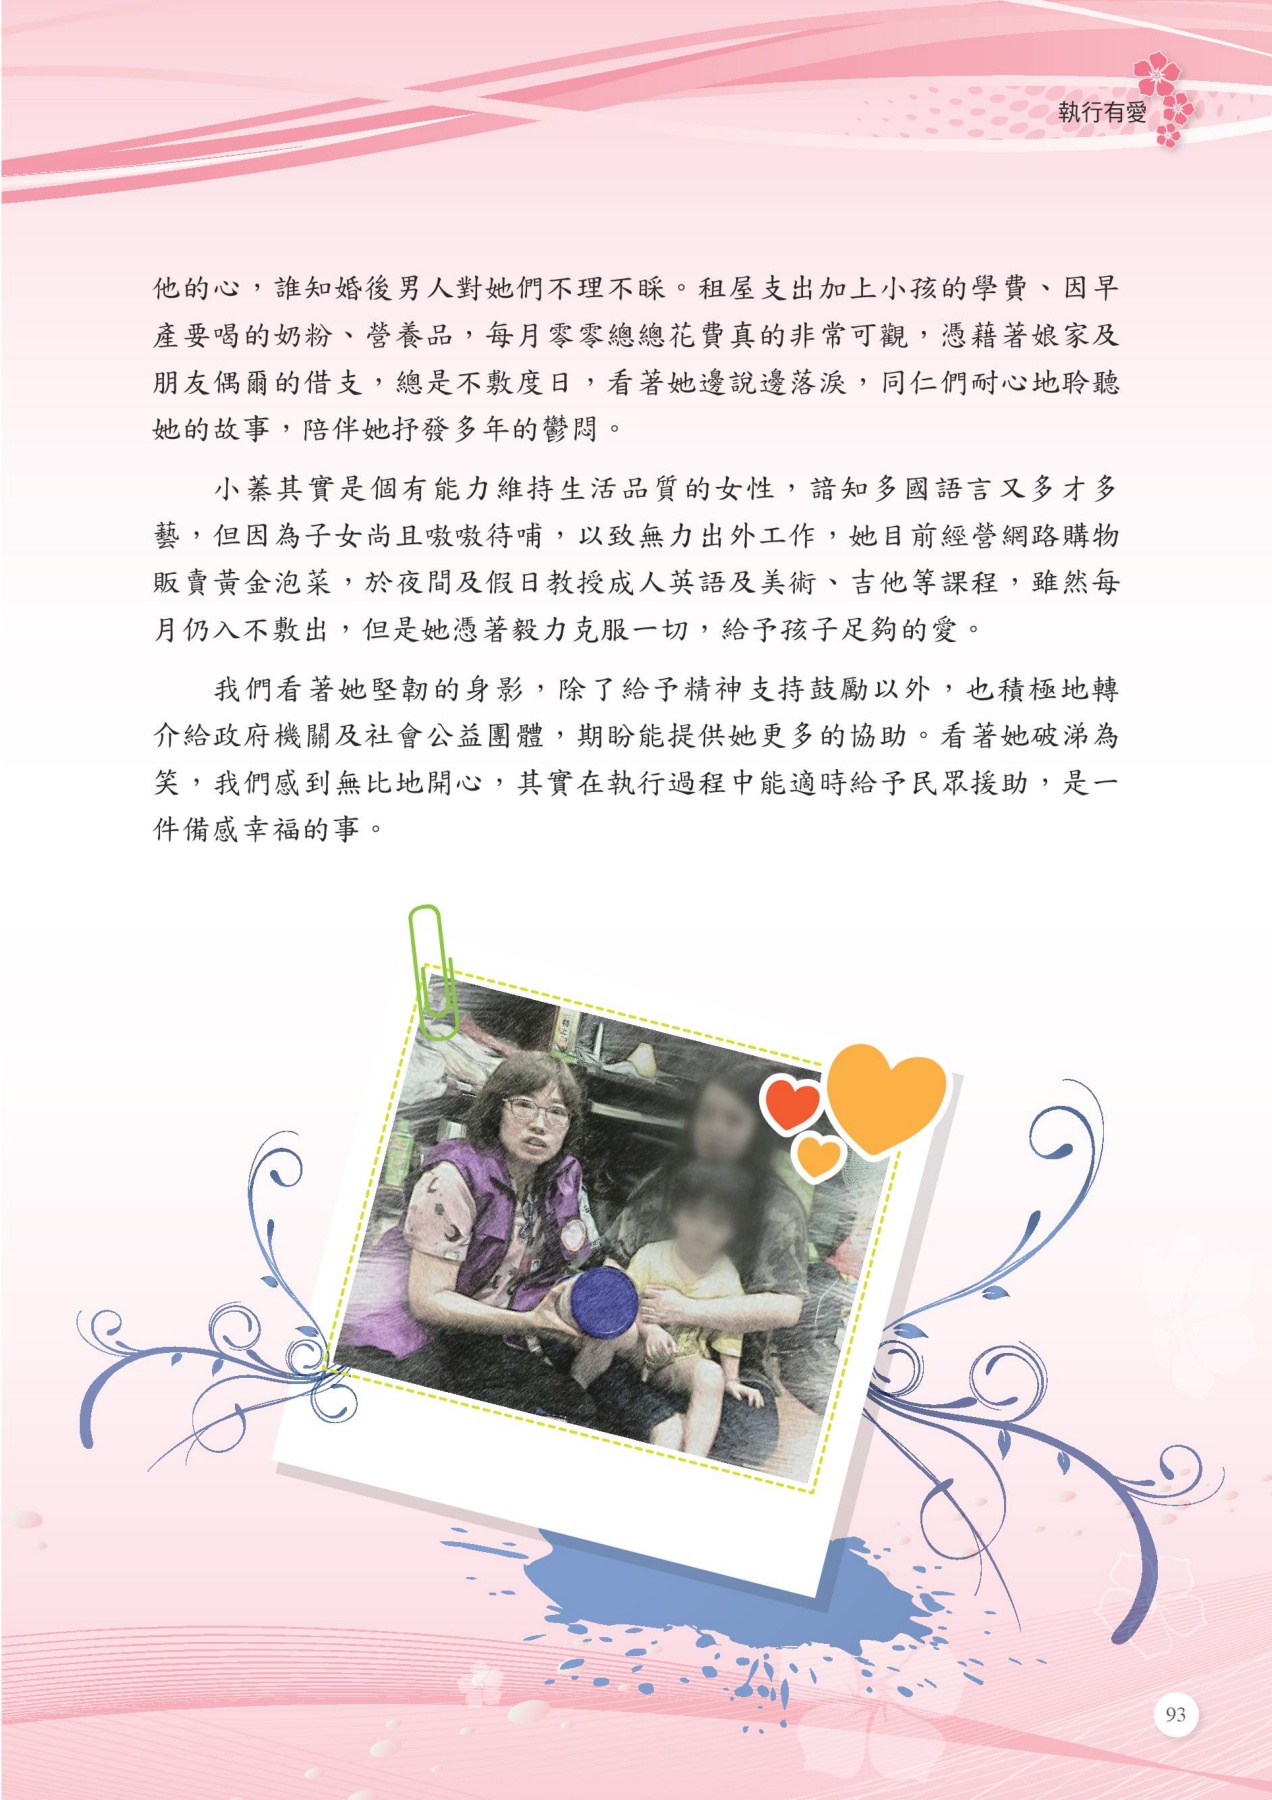 執行有愛
他的心，誰知婚後男人對她們不理不睬。租屋支出加上小孩的學費、因早
產要喝的奶粉、營養品，每月零零總總花費真的非常可觀，憑藉著娘家及
朋友偶爾的借支，總是不敷度日，看著她邊說邊落淚，同仁們耐心地聆聽
她的故事，陪伴她抒發多年的鬱悶。
小蓁其實是個有能力維持生活品質的女性，諳知多國語言又多才多
藝，但因為子女尚且嗷嗷待哺，以致無力出外工作，她目前經營網路購物
販賣黃金泡菜，於夜間及假日教授成人英語及美術、吉他等課程，雖然每
月仍入不敷出，但是她憑著毅力克服一切，給予孩子足夠的愛。
我們看著她堅韌的身影，除了給予精神支持鼓勵以外，也積極地轉
介給政府機關及社會公益團體，期盼能提供她更多的協助。看著她破涕為
笑，我們感到無比地開心，其實在執行過程中能適時給予民眾援助，是一
件備感幸福的事。
93